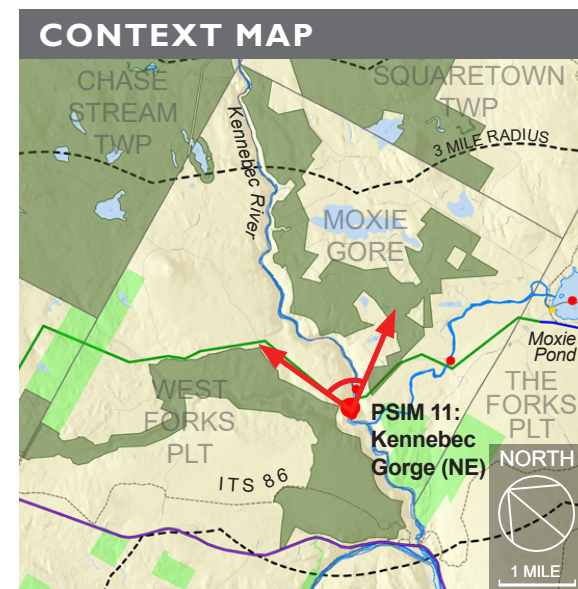 CONTEXT MAP
CHASE
STREAM
TWP
SQUARETOWN
TWP
Kennebec River
3 MILE RADIUS
MOXIE
GORE
Moxie
Pond
WEST
FORKS
PLT
PSIM 11:
Kennebec
Gorge (NE)
THE
FORKS
PLT
ITS 86
NORTH
1 MILE